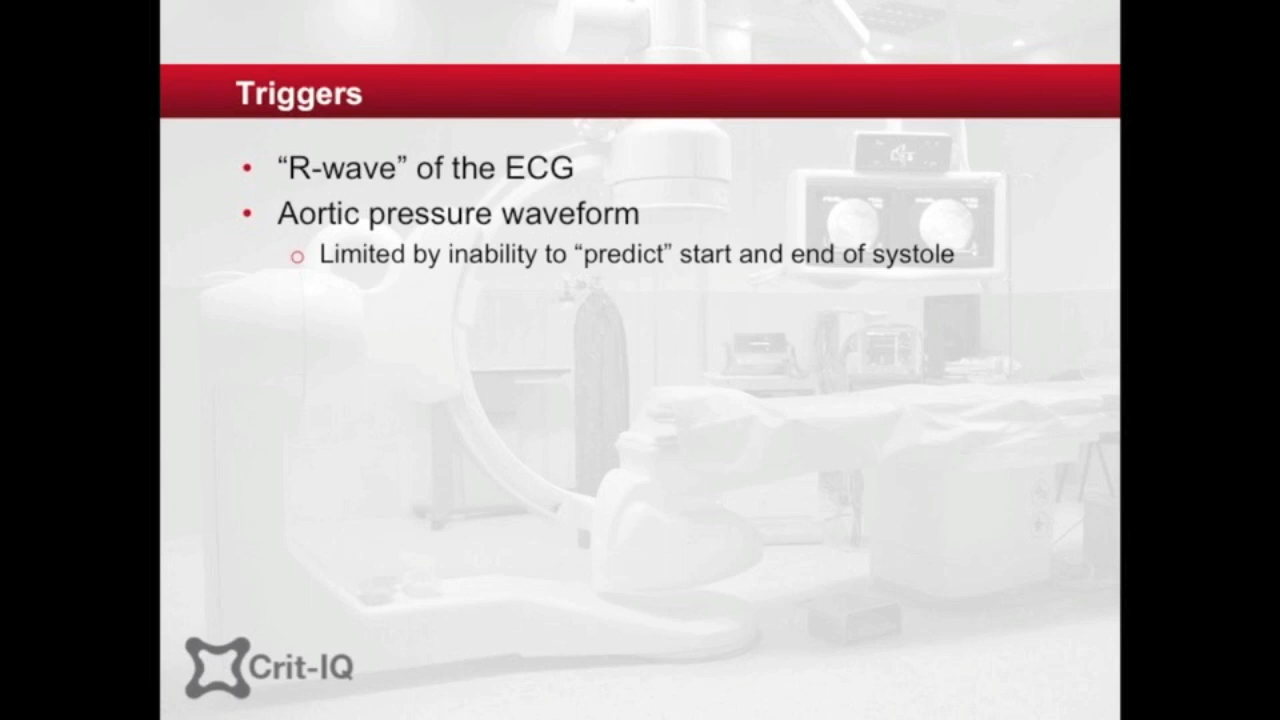 Triggers
• “R-wave” of the ECG
• Aortic pressure waveform
o Limited by inability to “predict” start and end of systole
Crit-IQ